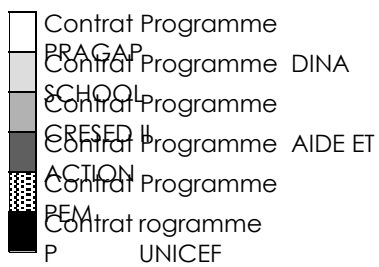 Contrat Programme
PRAGAP
Contrat Programme DINA
SCHOOL
Contrat Programme
CRESED II
Contrat Programme AIDE ET
ACTION
Contrat Programme
PEM
Contrat rogramme
P UNICEF